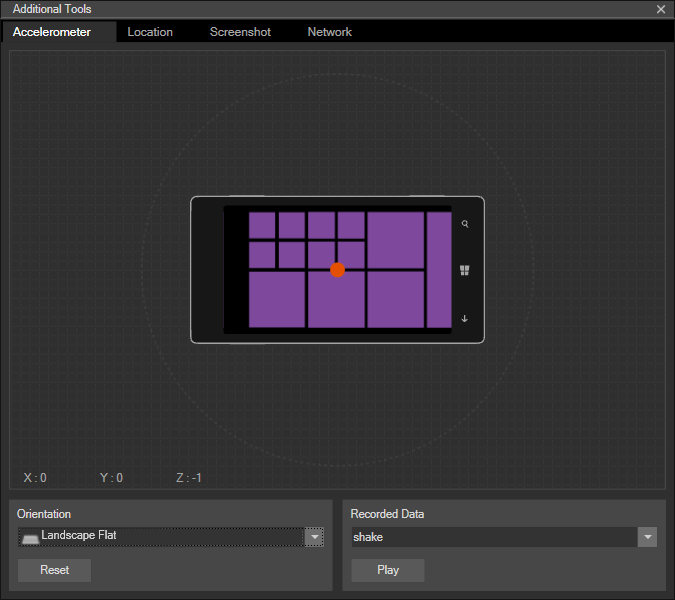 Additional Tools
Accelerometer Location Screenshot Network
X : 0 Y : 0 Z : -1
Orientation
Landscape Flat
Reset
Recorded Data
shake
Play